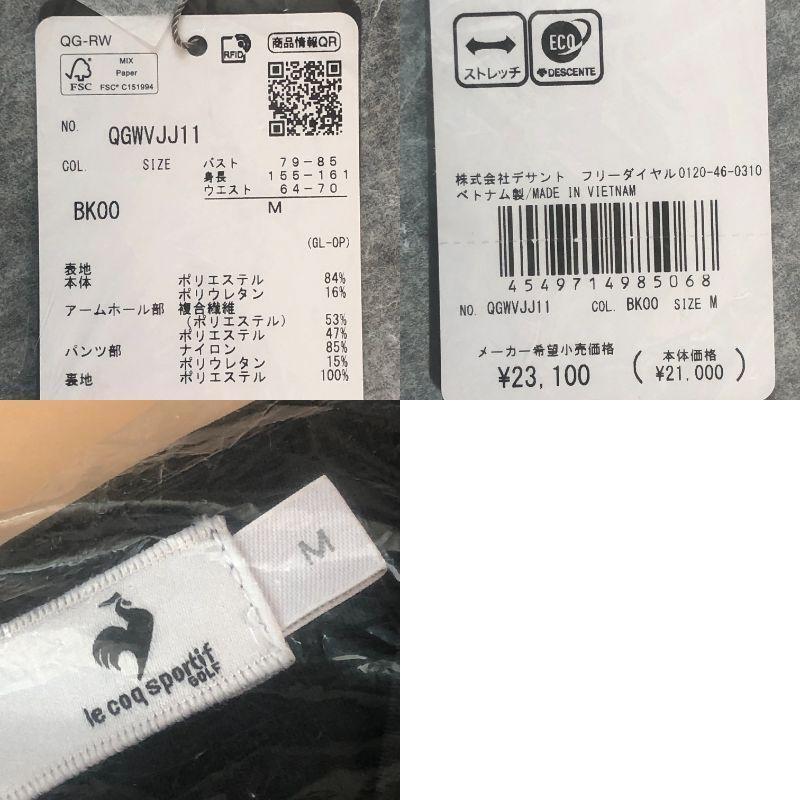 QG-RW
RFID
商品情報QR
FSC
MIX
Paper
FSC® C151994
NO. QGWVJJ11
COL. SIZE バスト 79-85
身長 155-161
ウエスト 64-70
BK00 M
(GL-OP)
表地
本体 ポリエステル 84%
ポリウレタン 16%
アームホール部 複合繊維
(ポリエステル) 53%
ポリエステル 47%
パンツ部 ナイロン 85%
ポリウレタン 15%
裏地 ポリエステル 100%
ストレッチ
ECO
DESCENTE
株式会社デサント フリーダイヤル0120-46-0310
ベトナム製/MADE IN VIETNAM
4549714985068
NO. QGWVJJ11 COL. BK00 SIZE M
メーカー希望小売価格
¥23,100
(本体価格
¥21,000)
M
le coq sportif
GOLF